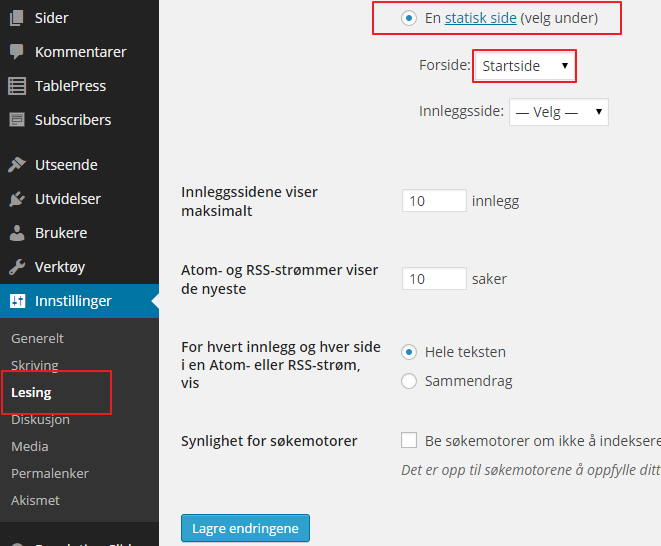 Sider
Kommentarer
TablePress
Subscribers
Utseende
Utvidelser
Brukere
Verktøy
Innstillinger
Generelt
Skriving
Lesing
Diskusjon
Media
Permalenker
Akismet
En statisk side (velg under)
Forside: Startside
Innleggsside: — Velg —
Innleggssidene viser
maksimalt
10 innlegg
Atom- og RSS-strømmer viser
de nyeste
10 saker
For hvert innlegg og hver side
i en Atom- eller RSS-strøm,
vis
Hele teksten
Sammendrag
Synlighet for søkemotorer
Be søkemotorer om ikke å indeksere
Det er opp til søkemotorene å oppfylle ditt
Lagre endringene